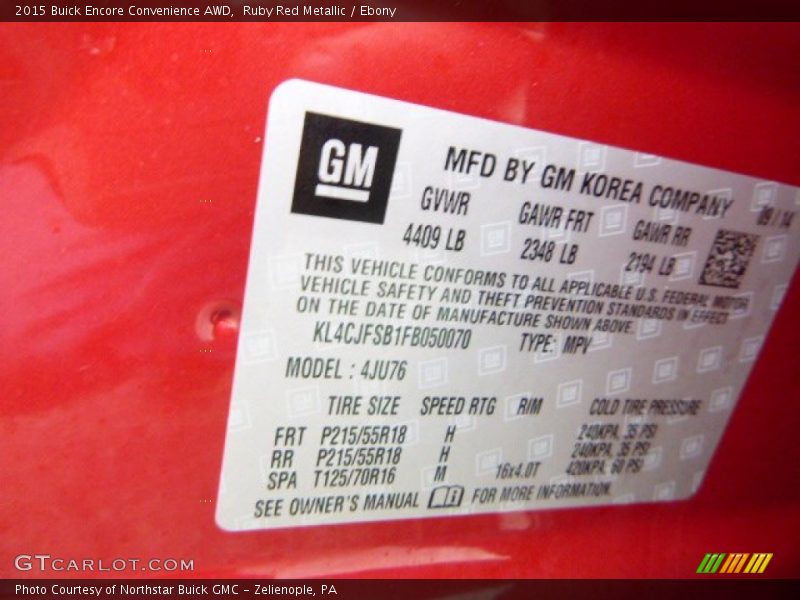 2015 Buick Encore Convenience AWD, Ruby Red Metallic / Ebony
GM
MFD BY GM KOREA COMPANY 09/14
GVWR GAWR FRT GAWR RR
4409 LB 2348 LB 2194 LB
THIS VEHICLE CONFORMS TO ALL APPLICABLE U.S. FEDERAL MOTOR
VEHICLE SAFETY AND THEFT PREVENTION STANDARDS IN EFFECT
ON THE DATE OF MANUFACTURE SHOWN ABOVE.
KL4CJFSB1FB050070 TYPE: MPV
MODEL : 4JU76
TIRE SIZE SPEED RTG RIM COLD TIRE PRESSURE
FRT P215/55R18 H 240KPA, 35 PSI
RR P215/55R18 H 240KPA, 35 PSI
SPA T125/70R16 M 16x4.0T 420KPA, 60 PSI
SEE OWNER'S MANUAL FOR MORE INFORMATION.
GTCARLOT.COM
Photo Courtesy of Northstar Buick GMC - Zelienople, PA